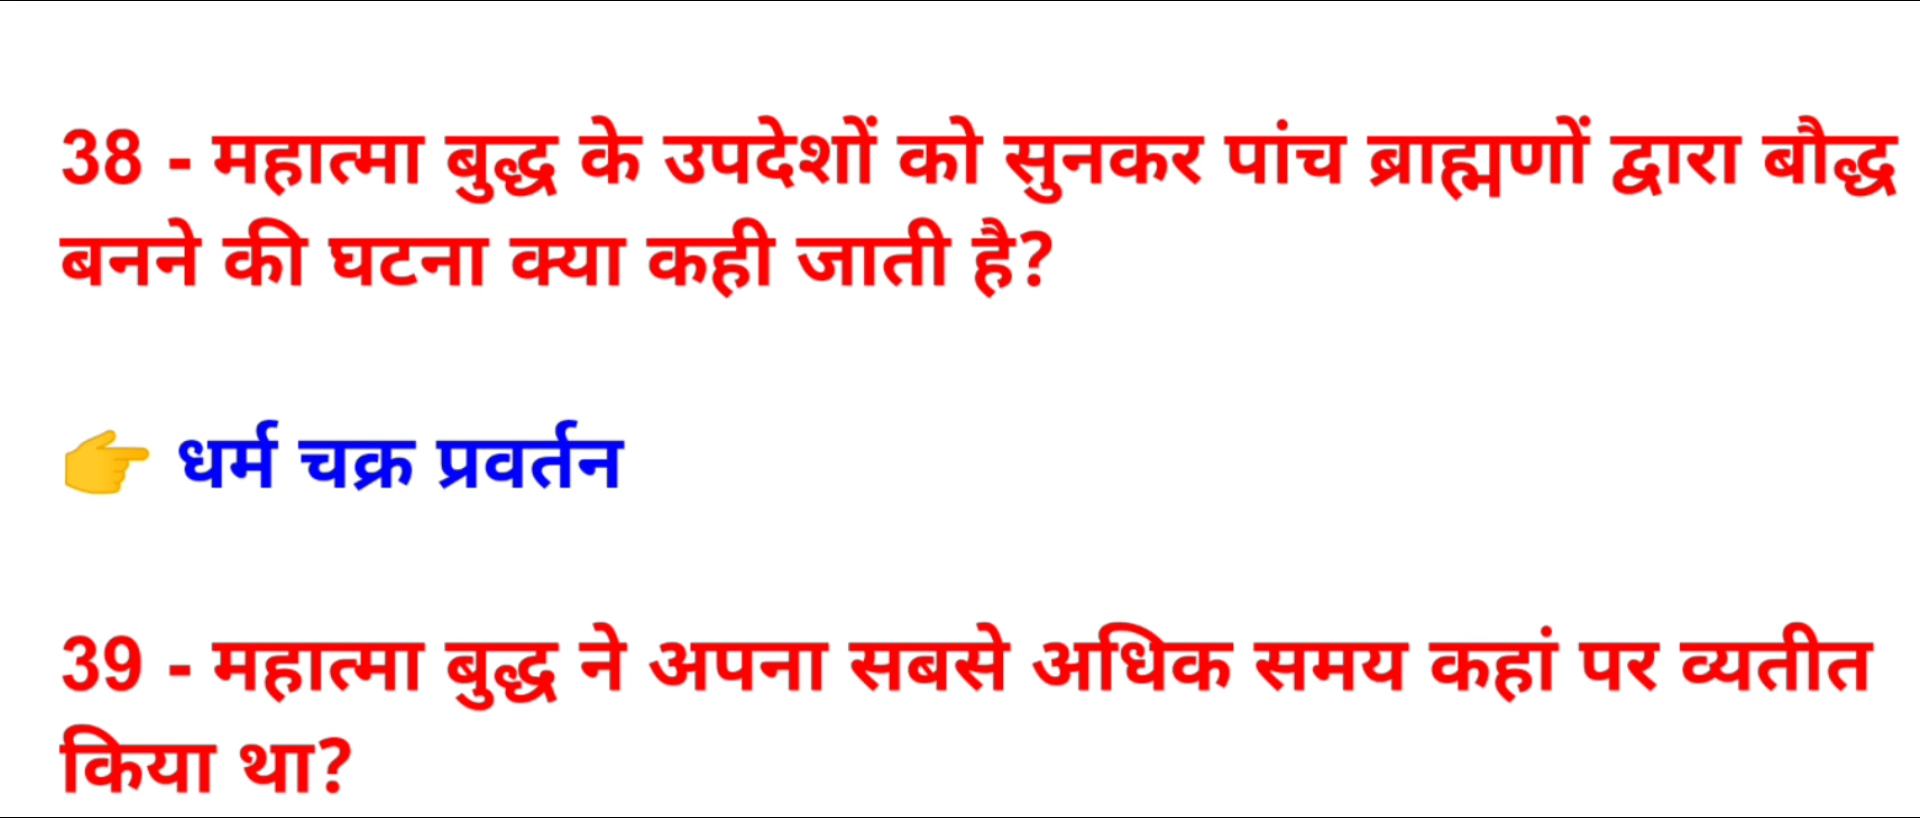 38 - महात्मा बुद्ध के उपदेशों को सुनकर पांच ब्राह्मणों द्वारा बौद्ध
बनने की घटना क्या कही जाती है?
👉 धर्म चक्र प्रवर्तन
39 - महात्मा बुद्ध ने अपना सबसे अधिक समय कहां पर व्यतीत
किया था?